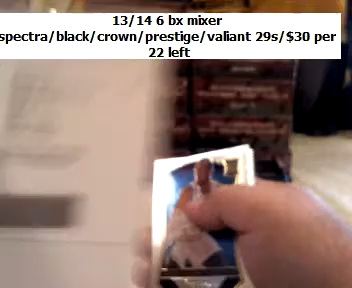 13/14 6 bx mixer
spectra/black/crown/prestige/valiant 29s/$30 per
22 left